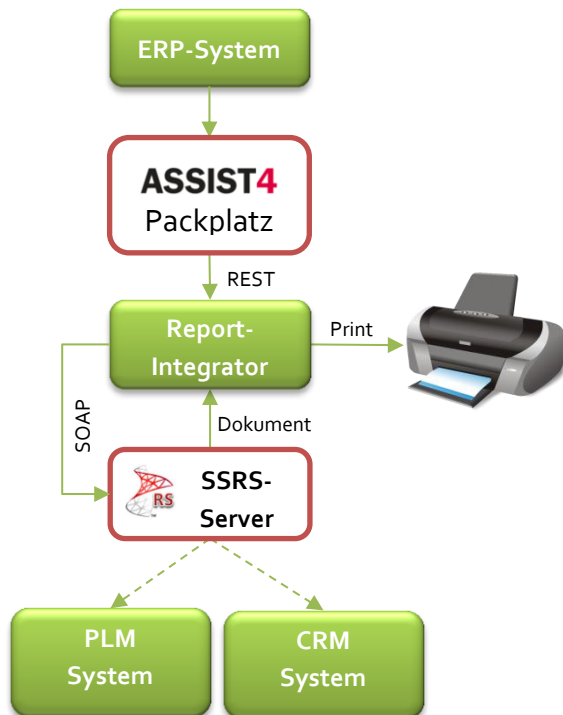 ERP-System
ASSIST4
Packplatz
REST
Report-
Integrator
Print
SOAP
Dokument
RS
SSRS-
Server
PLM
System
CRM
System